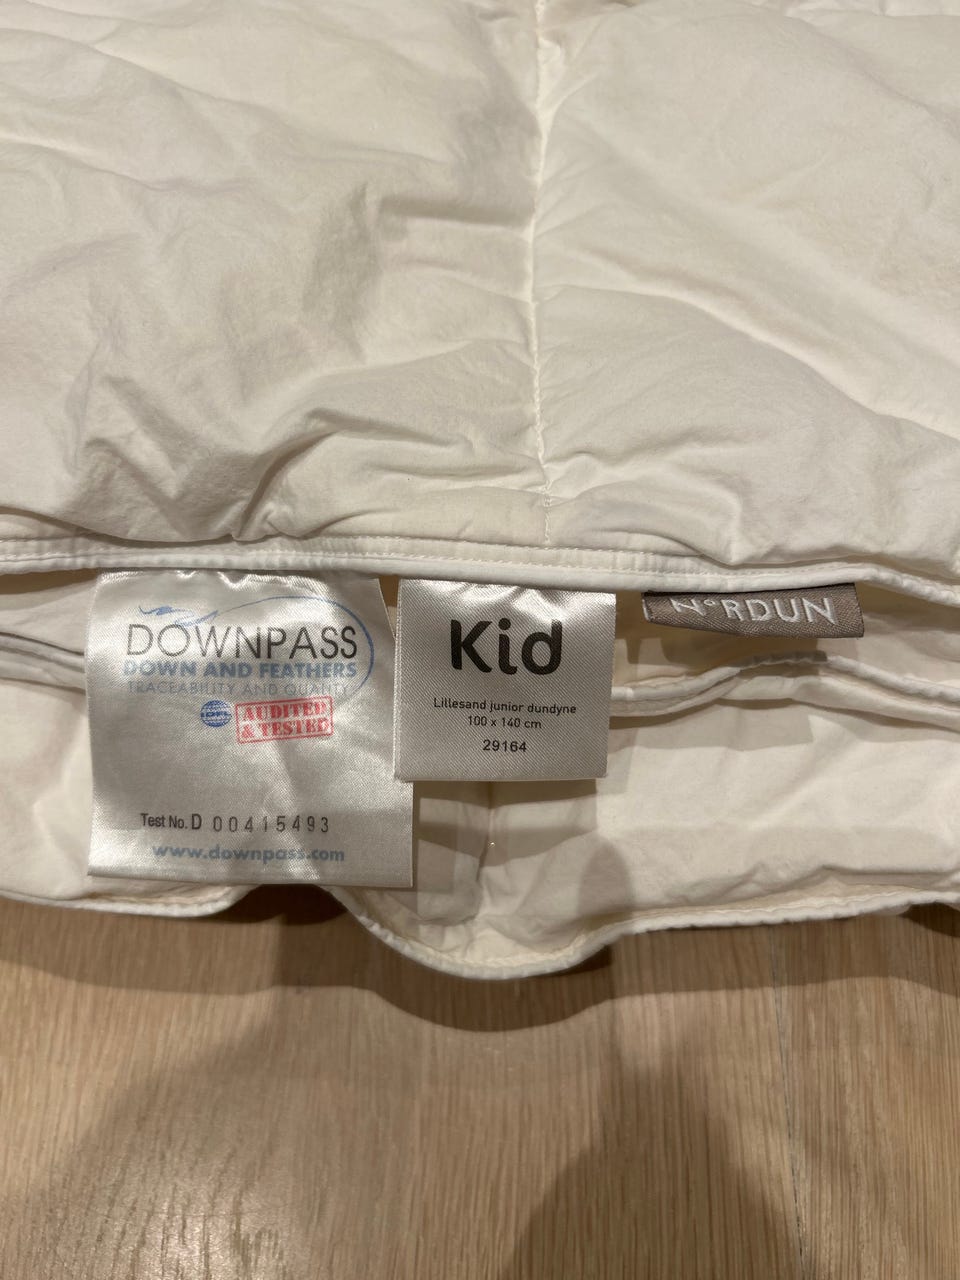 DOWNPASS
DOWN AND FEATHERS
TRACEABILITY AND QUALITY
IDFL
AUDITED
& TESTED
Test No. D 00415493
www.downpass.com
Kid
Lillesand junior dundyne
100 x 140 cm
29164
N°RDUN